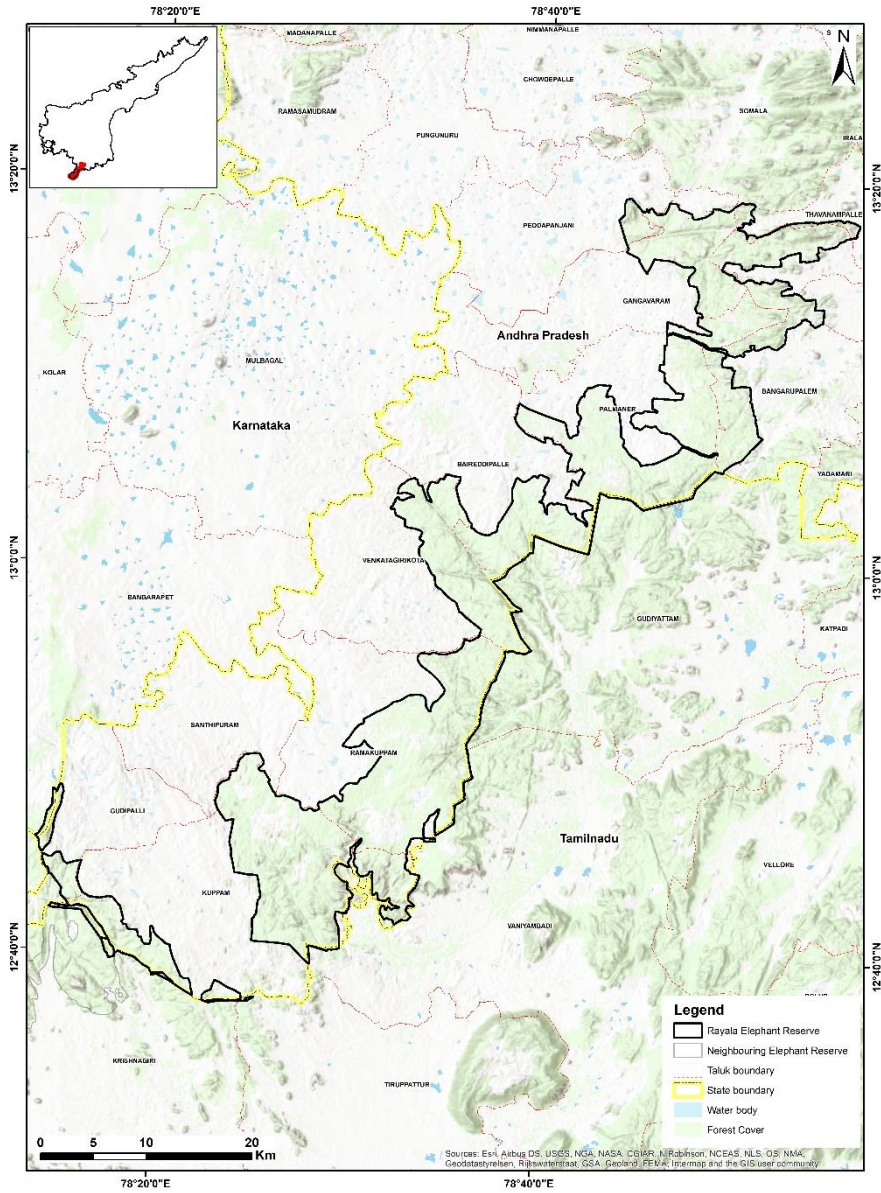 78°20'0"E
78°40'0"E
MADANAPALLE
NIMMANAPALLE
S
N
CHOWDEPALLE
RAMASAMUDRAM
SOMALA
PUNGUNURU
IRALA
13°20'0"N
13°20'0"N
THAVANAMPALLE
PEDDAPANJANI
GANGAVARAM
Andhra Pradesh
MULBAGAL
KOLAR
BANGARUPALEM
PALMANER
Karnataka
BAIREDDIPALLE
YADAMARI
13°0'0"N
VENKATAGIRIKOTA
13°0'0"N
BANGARAPET
GUDIYATTAM
KATPADI
SANTHIPURAM
RAMAKUPPAM
GUDIPALLI
Tamilnadu
VELLORE
KUPPAM
VANIYAMBADI
12°40'0"N
12°40'0"N
Legend
Rayala Elephant Reserve
Neighbouring Elephant Reserve
Taluk boundary
State boundary
Water body
Forest Cover
KRISHNAGIRI
TIRUPPATTUR
0 5 10 20
Km
Sources: Esri, Airbus DS, USGS, NGA, NASA, CGIAR, N Robinson, NCEAS, NLS, OS, NMA,
Geodatastyrelsen, Rijkswaterstaat, GSA, Geoland, FEMA, Intermap and the GIS user community
78°20'0"E
78°40'0"E